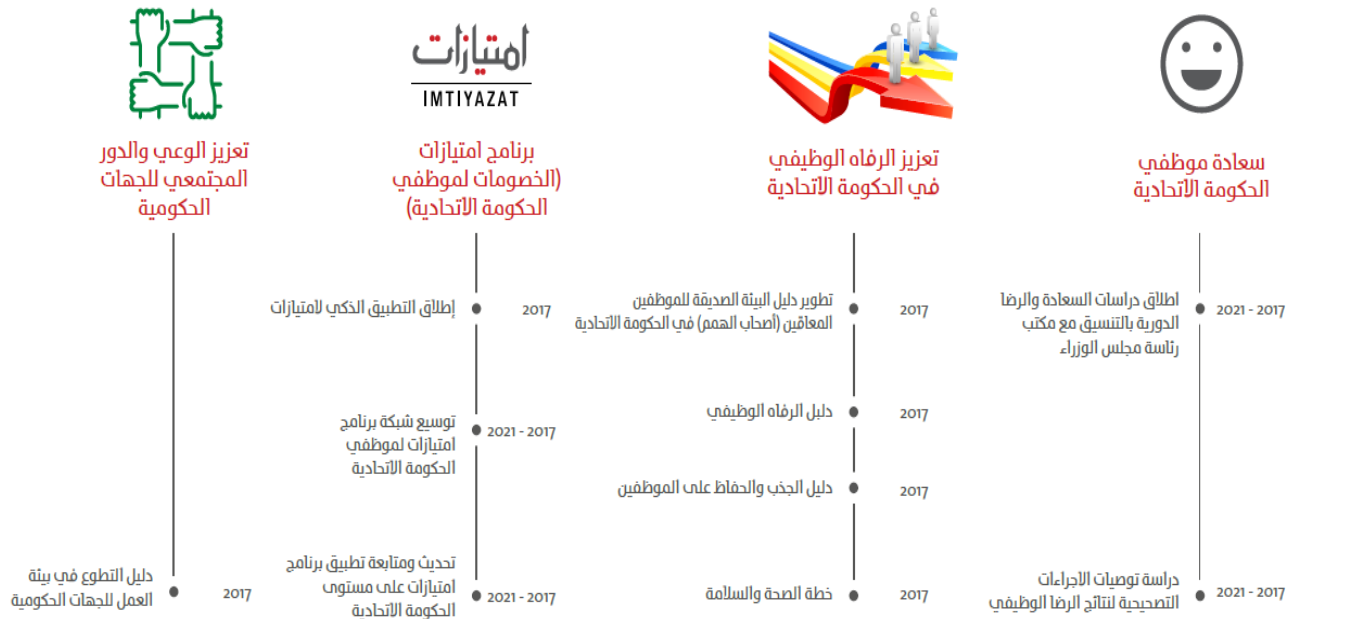 سعادة موظفي
الحكومة الاتحادية
2017 - 2021
اطلاق دراسات السعادة والرضا
الدورية بالتنسيق مع مكتب
رئاسة مجلس الوزراء
2017 - 2021
دراسة توصيات الاجراءات
التصحيحية لنتائج الرضا الوظيفي
تعزيز الرفاه الوظيفي
في الحكومة الاتحادية
2017
تطوير دليل البيئة الصديقة للموظفين
المعاقين (أصحاب الهمم) في الحكومة الاتحادية
2017
دلبل الرفاه الوظيفي
2017
دليل الجذب والحفاظ على الموظفين
2017
خطة الصحة والسلامة
امتيازات
IMTIYAZAT
برنامج امتيازات
(الخصومات لموظفي
الحكومة الاتحادية)
2017
إطلاق التطبيق الذكي لامتيازات
2017 - 2021
توسيع شبكة برنامج
امتيازات لموظفي
الحكومة الاتحادية
2017 - 2021
تحديث ومتابعة تطبيق برنامج
امتيازات على مستوى
الحكومة الاتحادية
تعزيز الوعي والدور
المجتمعي للجهات
الحكومية
2017
دليل التطوع في بيئة
العمل للجهات الحكومية